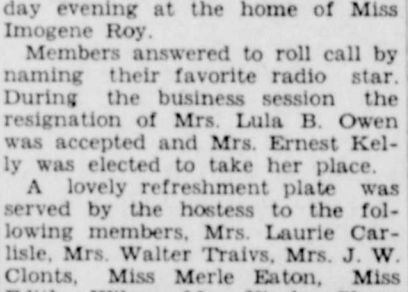 day evening at the home of Miss
Imogene Roy.
Members answered to roll call by
naming their favorite radio star.
During the business session the
resignation of Mrs. Lula B. Owen
was accepted and Mrs. Ernest Kel-
ly was elected to take her place.
A lovely refreshment plate was
served by the hostess to the fol-
lowing members, Mrs. Laurie Car-
lisle, Mrs. Walter Traivs, Mrs. J. W.
Clonts, Miss Merle Eaton, Miss